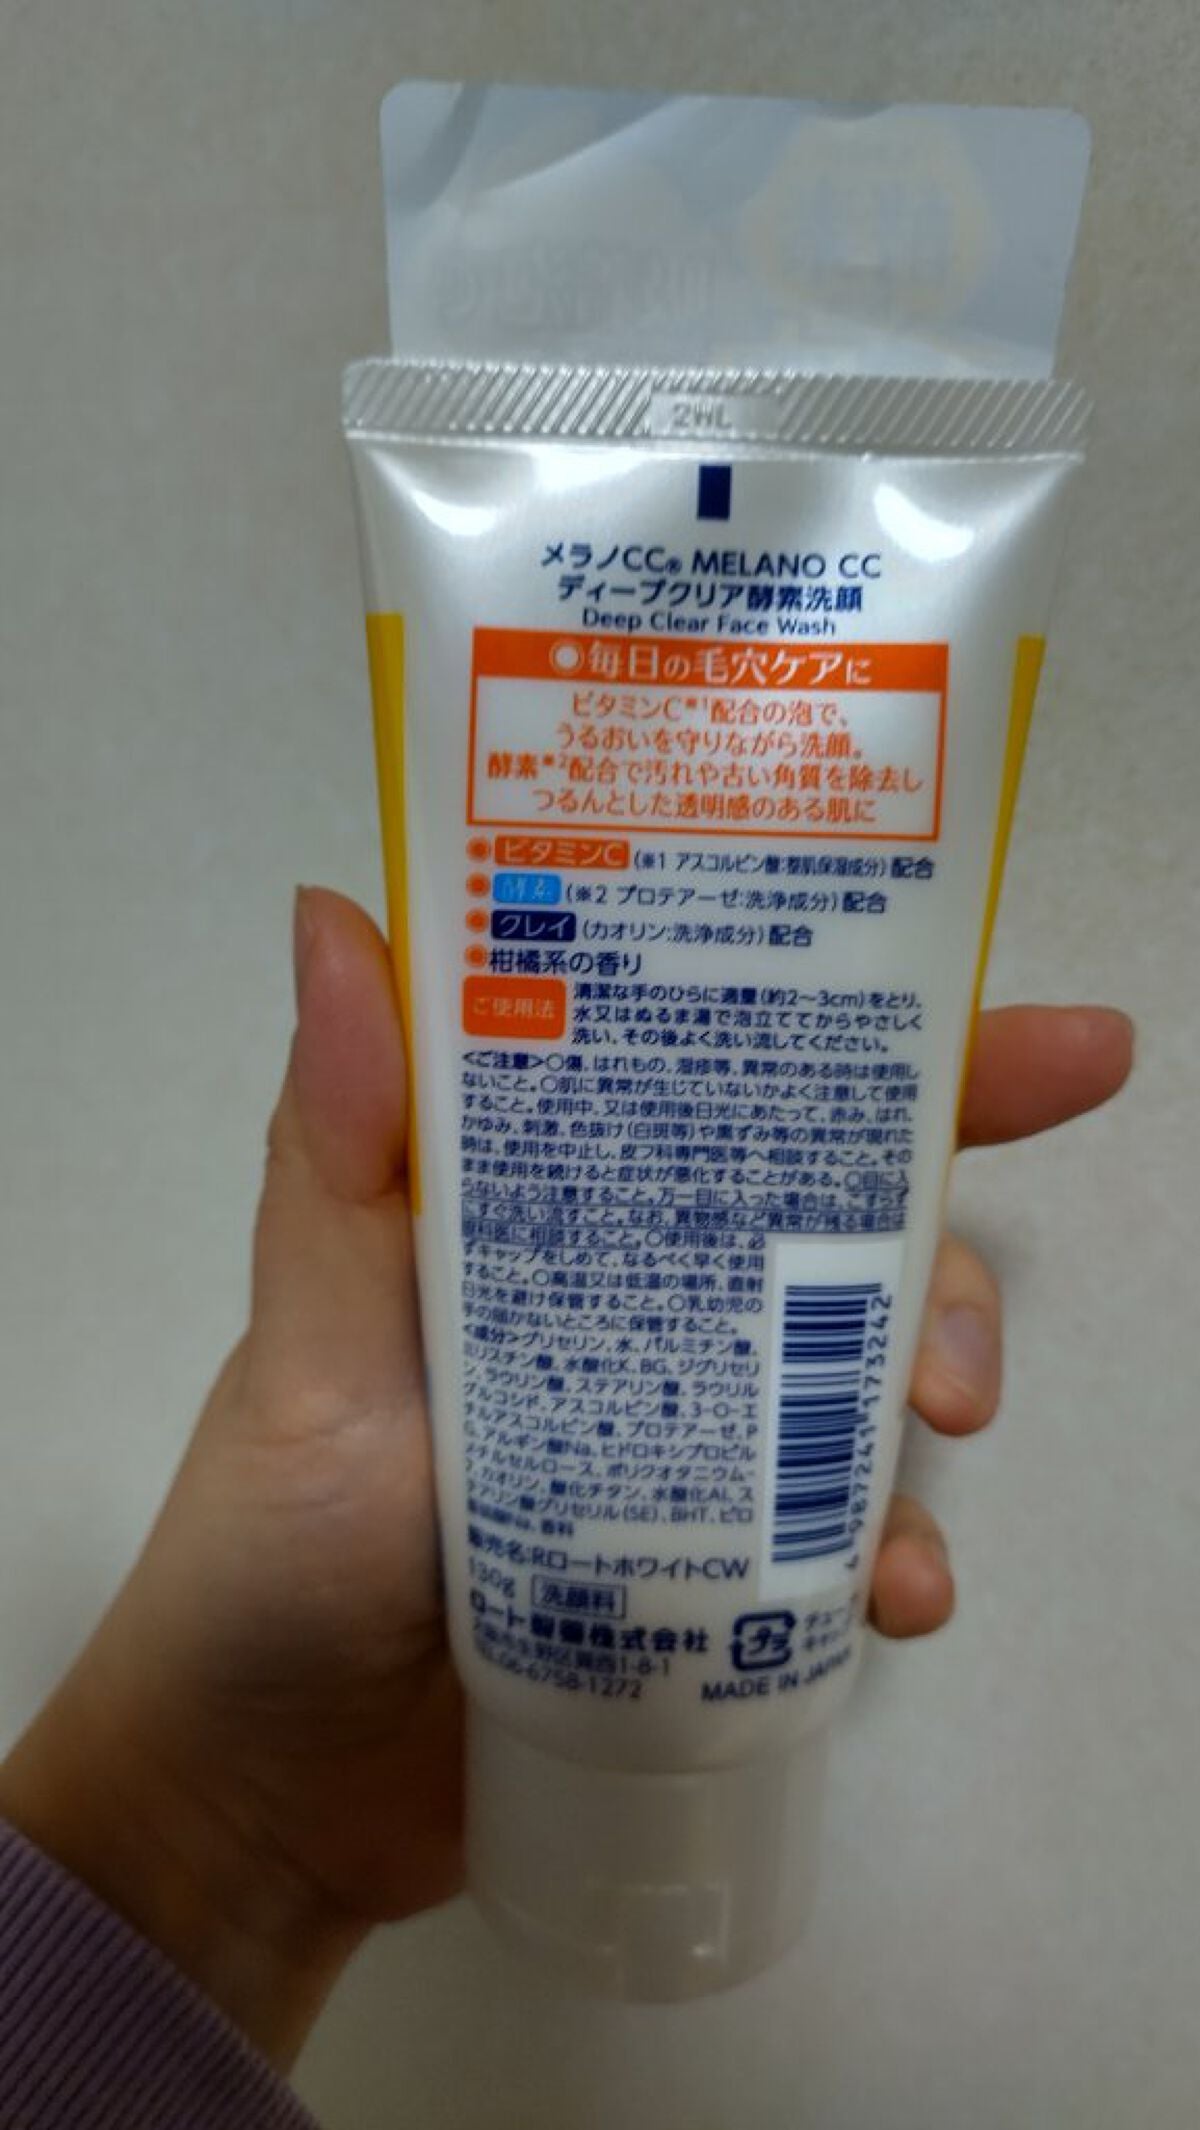 2WL
メラノCC® MELANO CC
ディープクリア酵素洗顔
Deep Clear Face Wash
◉毎日の毛穴ケアに
ビタミンC※1配合の泡で、
うるおいを守りながら洗顔。
酵素※2配合で汚れや古い角質を除去し
つるんとした透明感のある肌に
●ビタミンC(※1 アスコルビン酸:整肌保湿成分)配合
●酵素(※2 プロテアーゼ:洗浄成分)配合
●クレイ(カオリン:洗浄成分)配合
●柑橘系の香り
ご使用法
清潔な手のひらに適量(約2〜3cm)をとり、
水又はぬるま湯で泡立ててからやさしく
洗い、その後よく洗い流してください。
<ご注意>○傷、はれもの、湿疹等、異常のある時は使用し
ないこと。○肌に異常が生じていないかよく注意して使用
すること。使用中、又は使用後日光にあたって、赤み、はれ、
かゆみ、刺激、色抜け(白斑等)や黒ずみ等の異常が現れた
時は、使用を中止し、皮フ科専門医等へ相談すること。その
まま使用を続けると症状が悪化することがある。○目に入
らないよう注意すること。万一目に入った場合は、こすらず
にすぐ洗い流すこと。なお、異物感など異常が残る場合は
眼科医に相談すること。○使用後は、必
ずキャップをしめて、なるべく早く使用
すること。○高温又は低温の場所、直射
日光を避け保管すること。○乳幼児の
手の届かないところに保管すること。
<成分>グリセリン、水、パルミチン酸、
ミリスチン酸、水酸化K、BG、ジグリセリ
ン、ラウリン酸、ステアリン酸、ラウリル
グルコシド、アスコルビン酸、3-O-エ
チルアスコルビン酸、プロテアーゼ、P
G、アルギン酸Na、ヒドロキシプロピル
メチルセルロース、ポリクオタニウム-
7、カオリン、酸化チタン、水酸化Al、ス
テアリン酸グリセリル(SE)、BHT、ピロ
亜硫酸Na、香料
販売名:RロートホワイトCW
130g 洗顔料
ロート製薬株式会社
大阪市生野区巽西1-8-1
TEL:06-6758-1272
プラ
MADE IN JAPAN
4987241173242